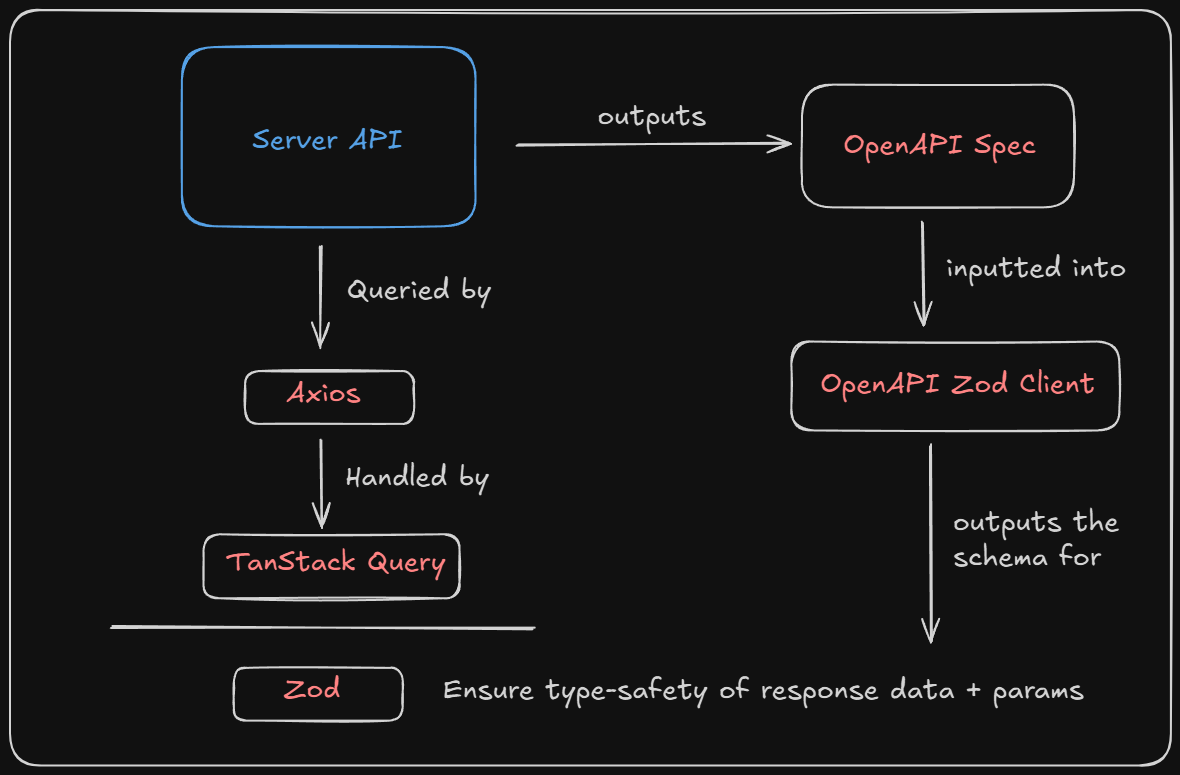 Server API
outputs
OpenAPI Spec
Queried by
inputted into
Axios
OpenAPI Zod Client
Handled by
outputs the
schema for
TanStack Query
Zod
Ensure type-safety of response data + params